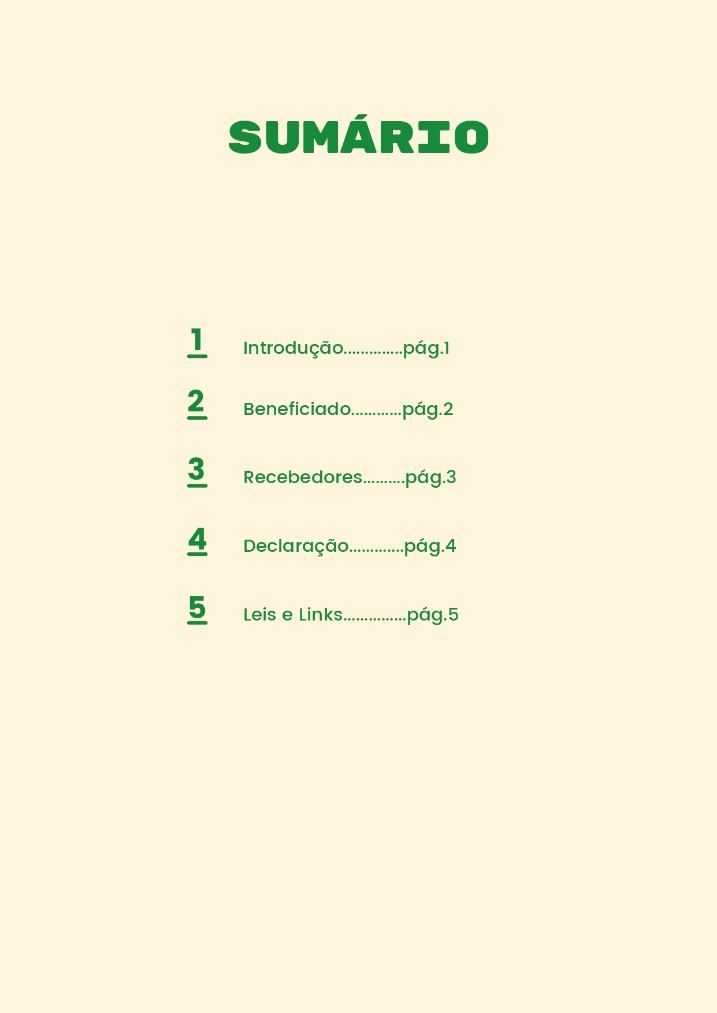 SUMÁRIO
1 Introdução..............pág.1
2 Beneficiado............pág.2
3 Recebedores..........pág.3
4 Declaração.............pág.4
5 Leis e Links...............pág.5